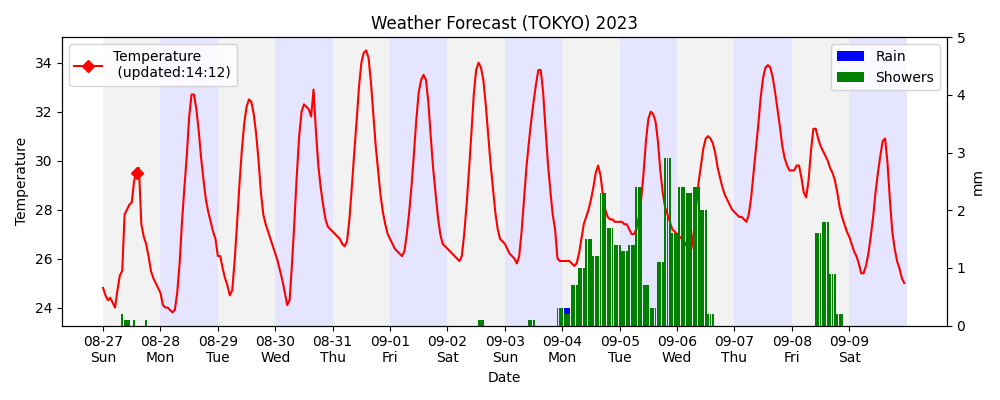 Weather Forecast (TOKYO) 2023
Temperature
(updated:14:12)
Rain
Showers
Temperature
34
32
30
28
26
24
5
4
3
2
1
0
mm
08-27 08-28 08-29 08-30 08-31 09-01 09-02 09-03 09-04 09-05 09-06 09-07 09-08 09-09
Sun Mon Tue Wed Thu Fri Sat Sun Mon Tue Wed Thu Fri Sat
Date